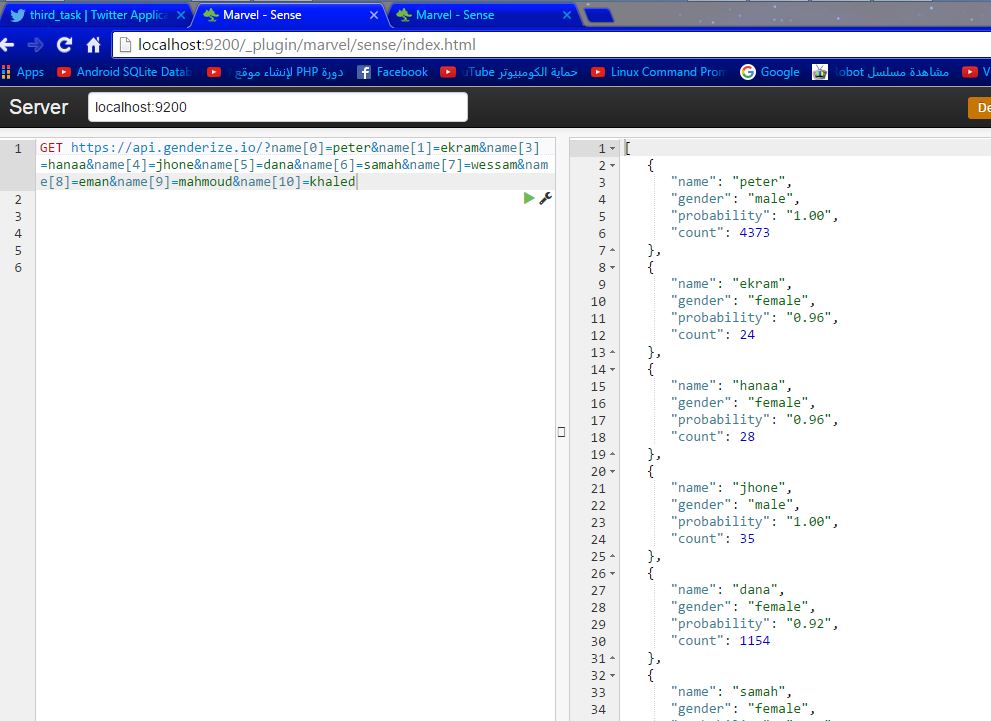 third_task | Twitter Applica
Marvel - Sense
Marvel - Sense
localhost:9200/_plugin/marvel/sense/index.html
Apps
Android SQLite Datab
دورة PHP لإنشاء موقع
Facebook
حماية الكومبيوتر
Linux Command Prom
Google
مشاهدة مسلسل
Server
localhost:9200
De
1 GET https://api.genderize.io/?name[0]=peter&name[1]=ekram&name[3]
=hanaa&name[4]=jhone&name[5]=dana&name[6]=samah&name[7]=wessam&nam
e[8]=eman&name[9]=mahmoud&name[10]=khaled
2
3
4
5
6
1 [
2 {
3 "name": "peter",
4 "gender": "male",
5 "probability": "1.00",
6 "count": 4373
7 },
8 {
9 "name": "ekram",
10 "gender": "female",
11 "probability": "0.96",
12 "count": 24
13 },
14 {
15 "name": "hanaa",
16 "gender": "female",
17 "probability": "0.96",
18 "count": 28
19 },
20 {
21 "name": "jhone",
22 "gender": "male",
23 "probability": "1.00",
24 "count": 35
25 },
26 {
27 "name": "dana",
28 "gender": "female",
29 "probability": "0.92",
30 "count": 1154
31 },
32 {
33 "name": "samah",
34 "gender": "female",